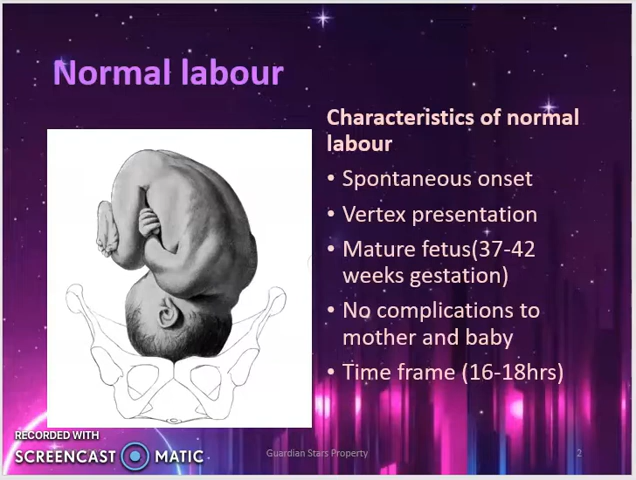 Normal labour
Characteristics of normal
labour
• Spontaneous onset
• Vertex presentation
• Mature fetus(37-42
weeks gestation)
• No complications to
mother and baby
• Time frame (16-18hrs)
RECORDED WITH
SCREENCAST MATIC
Guardian Stars Property
2